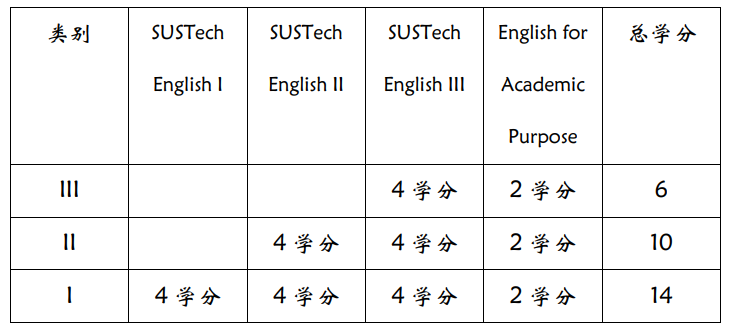 类别 SUSTech English I SUSTech English II SUSTech English III English for Academic Purpose 总学分
III 4 学分 2 学分 6
II 4 学分 4 学分 2 学分 10
I 4 学分 4 学分 4 学分 2 学分 14